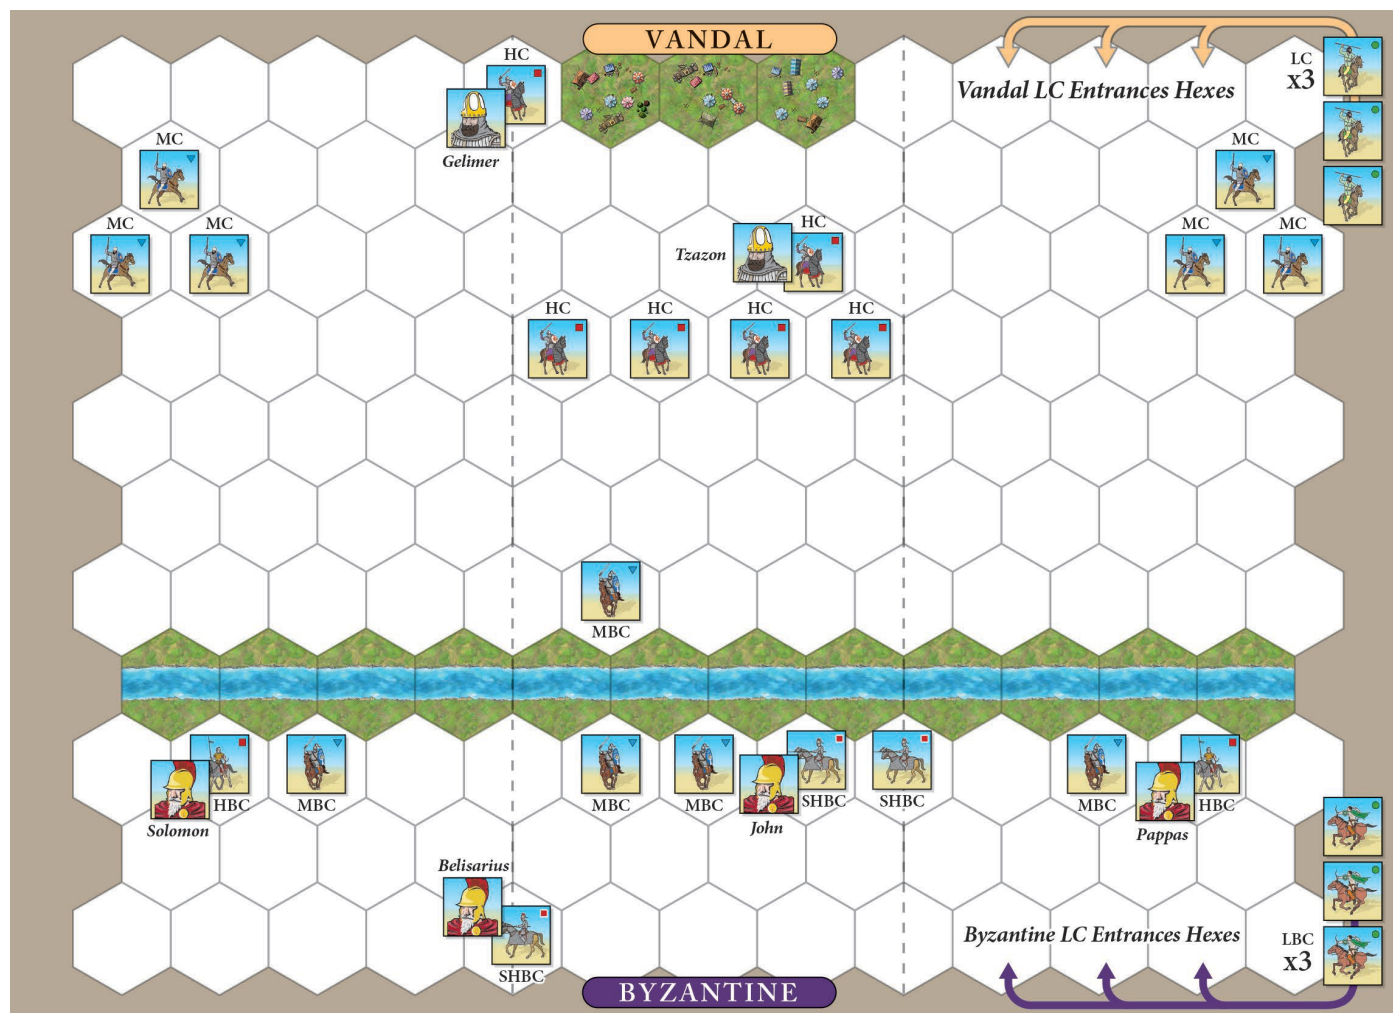 VANDAL
HC
LC
x3
Vandal LC Entrances Hexes
Gelimer
MC
MC
MC
MC
HC
MC
MC
Tzazon
HC
HC
HC
HC
MBC
HBC
MBC
MBC
MBC
SHBC
SHBC
MBC
HBC
Solomon
John
Pappas
Belisarius
Byzantine LC Entrances Hexes
LBC
x3
SHBC
BYZANTINE